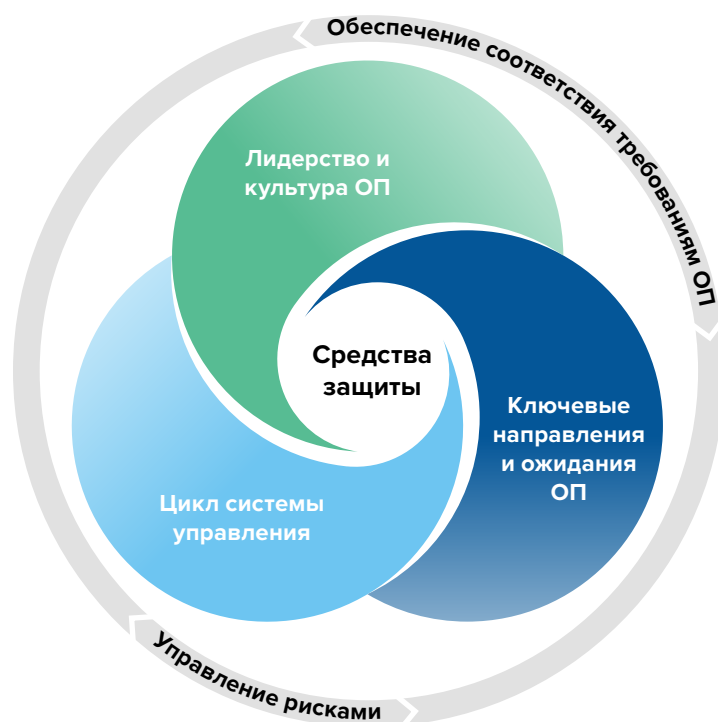 Обеспечение соответствия требованиям ОП
Лидерство и
культура ОП
Средства
защиты
Ключевые
направления
и ожидания
ОП
Цикл системы
управления
Управление рисками